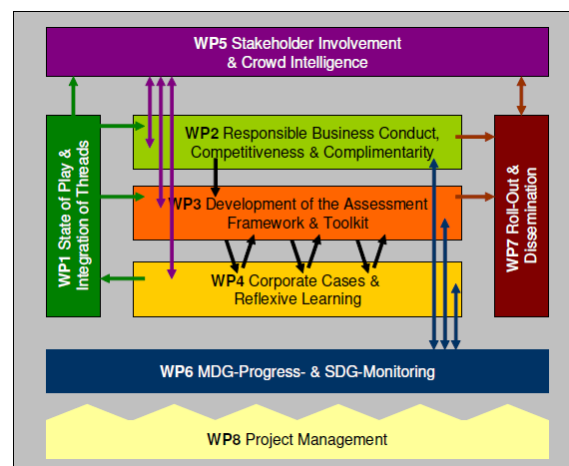 WP5 Stakeholder Involvement
& Crowd Intelligence
WP1 State of Play &
Integration of Threads
WP2 Responsible Business Conduct,
Competitiveness & Complimentarity
WP3 Development of the Assessment
Framework & Toolkit
WP4 Corporate Cases &
Reflexive Learning
WP7 Roll-Out &
Dissemination
WP6 MDG-Progress- & SDG-Monitoring
WP8 Project Management